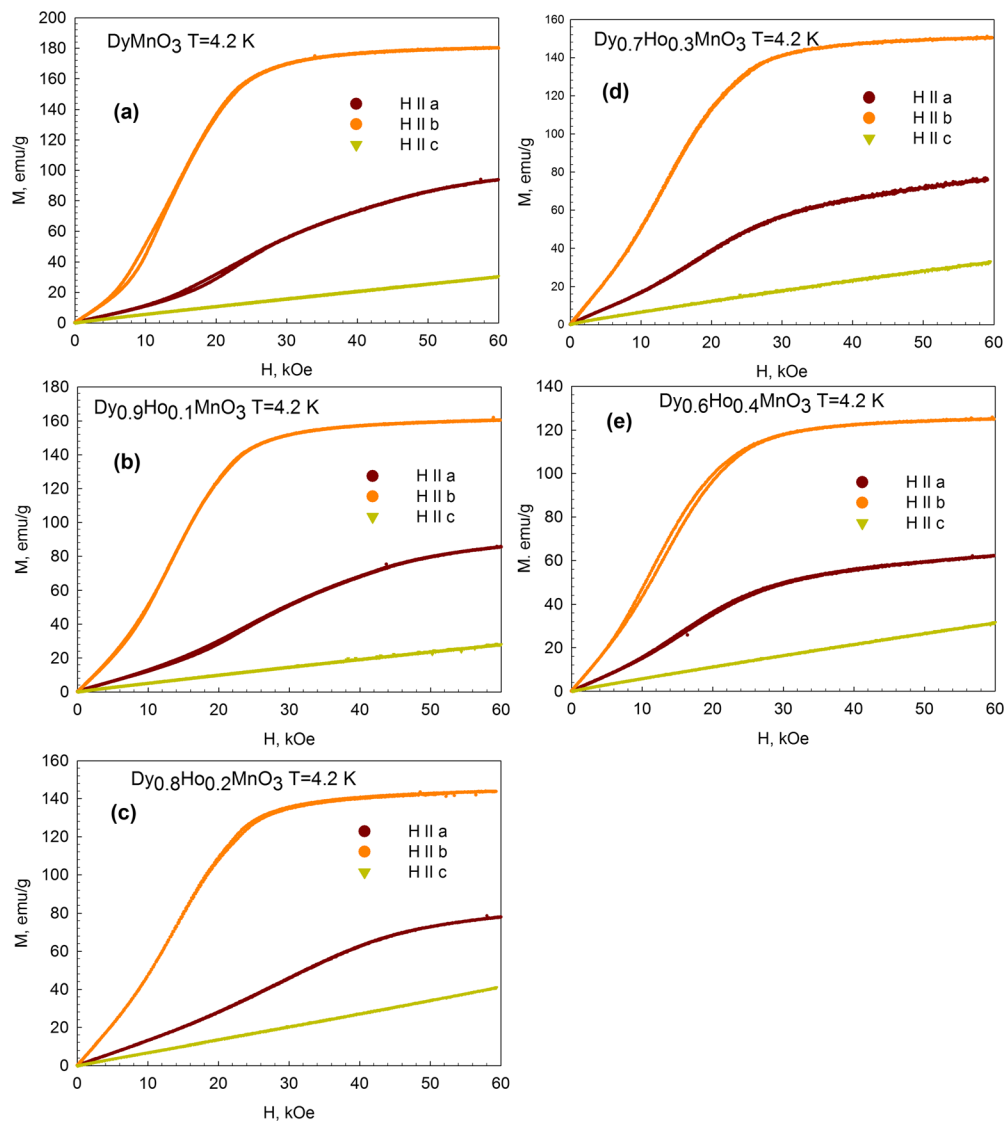 DyMnO3 T=4.2 K
(a)
H II a
H II b
H II c
M, emu/g
200
180
160
140
120
100
80
60
40
20
0
0 10 20 30 40 50 60
H, kOe
Dy0.7Ho0.3MnO3 T=4.2 K
(d)
H II a
H II b
H II c
M, emu/g
160
140
120
100
80
60
40
20
0
0 10 20 30 40 50 60
H, kOe
Dy0.9Ho0.1MnO3 T=4.2 K
(b)
H II a
H II b
H II c
M, emu/g
180
160
140
120
100
80
60
40
20
0
0 10 20 30 40 50 60
H, kOe
Dy0.6Ho0.4MnO3 T=4.2 K
(e)
H II a
H II b
H II c
M. emu/g
140
120
100
80
60
40
20
0
0 10 20 30 40 50 60
H, kOe
Dy0.8Ho0.2MnO3 T=4.2 K
(c)
H II a
H II b
H II c
M, emu/g
160
140
120
100
80
60
40
20
0
0 10 20 30 40 50 60
H, kOe